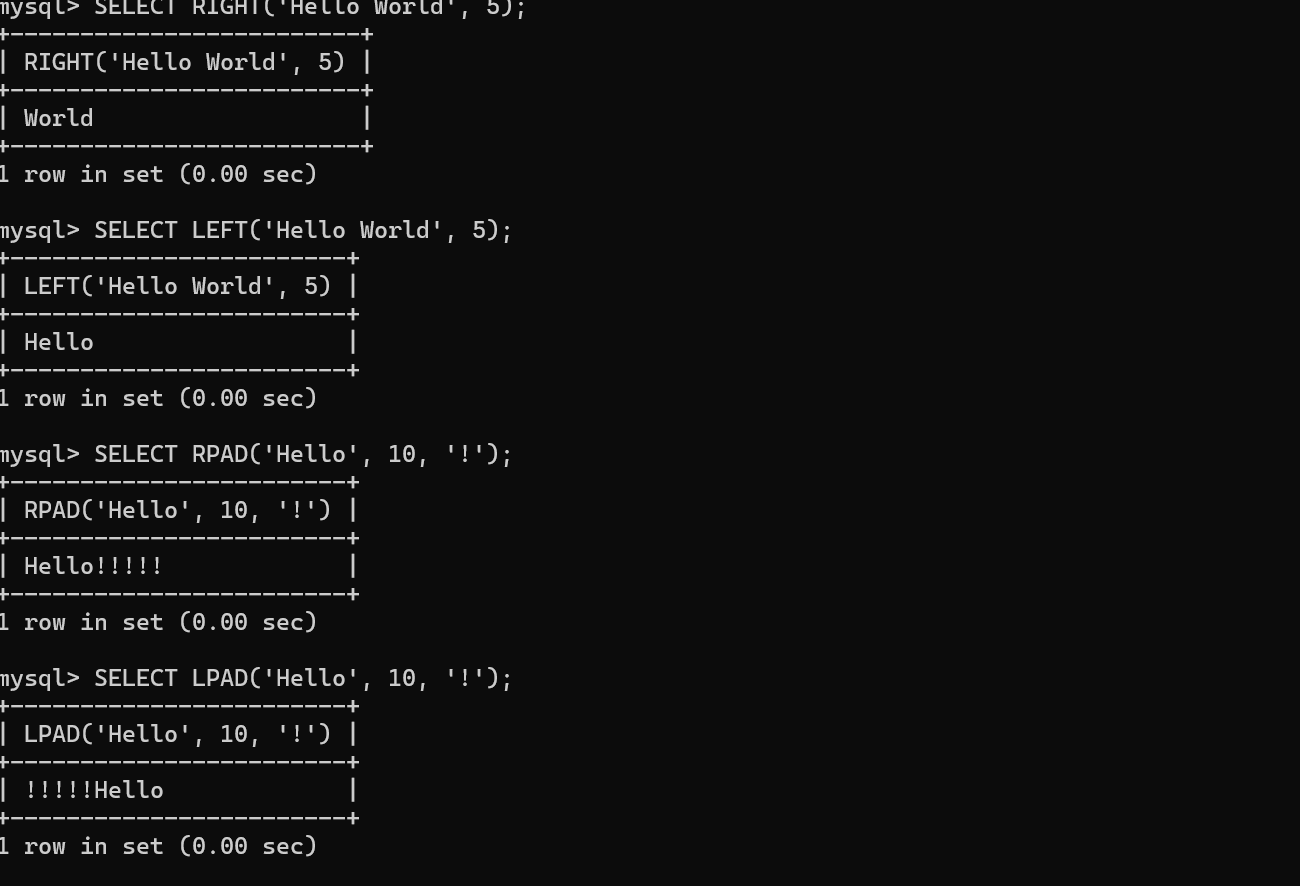 mysql> SELECT RIGHT('Hello World', 5);
+-------------------------+
| RIGHT('Hello World', 5) |
+-------------------------+
| World                   |
+-------------------------+
1 row in set (0.00 sec)

mysql> SELECT LEFT('Hello World', 5);
+------------------------+
| LEFT('Hello World', 5) |
+------------------------+
| Hello                  |
+------------------------+
1 row in set (0.00 sec)

mysql> SELECT RPAD('Hello', 10, '!');
+------------------------+
| RPAD('Hello', 10, '!') |
+------------------------+
| Hello!!!!!             |
+------------------------+
1 row in set (0.00 sec)

mysql> SELECT LPAD('Hello', 10, '!');
+------------------------+
| LPAD('Hello', 10, '!') |
+------------------------+
| !!!!!Hello             |
+------------------------+
1 row in set (0.00 sec)